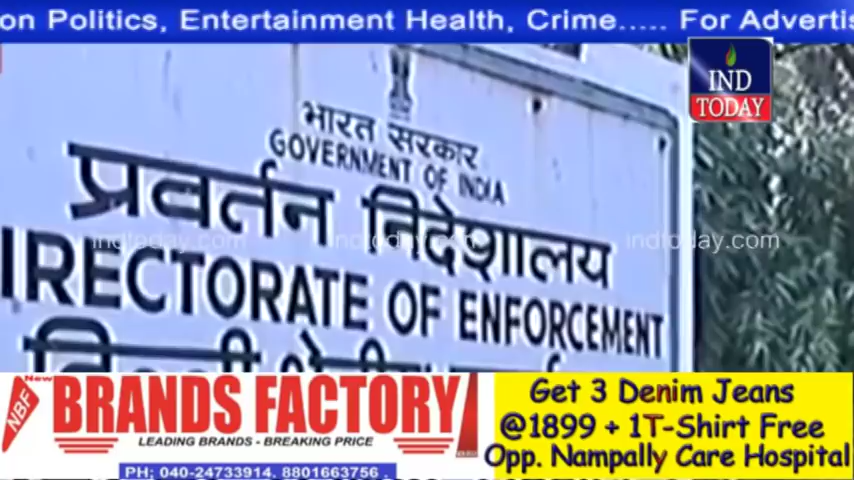 on Politics, Entertainment Health, Crime..... For Advertis
IND
TODAY
भारत सरकार
GOVERNMENT OF INDIA
प्रवर्तन निदेशालय
indtoday.com indtoday.com indtoday.com
DIRECTORATE OF ENFORCEMENT
New
NBF
BRANDS FACTORY
LEADING BRANDS - BREAKING PRICE
PH; 040-24733914, 8801663756 .
Get 3 Denim Jeans
@1899 + 1T-Shirt Free
Opp. Nampally Care Hospital